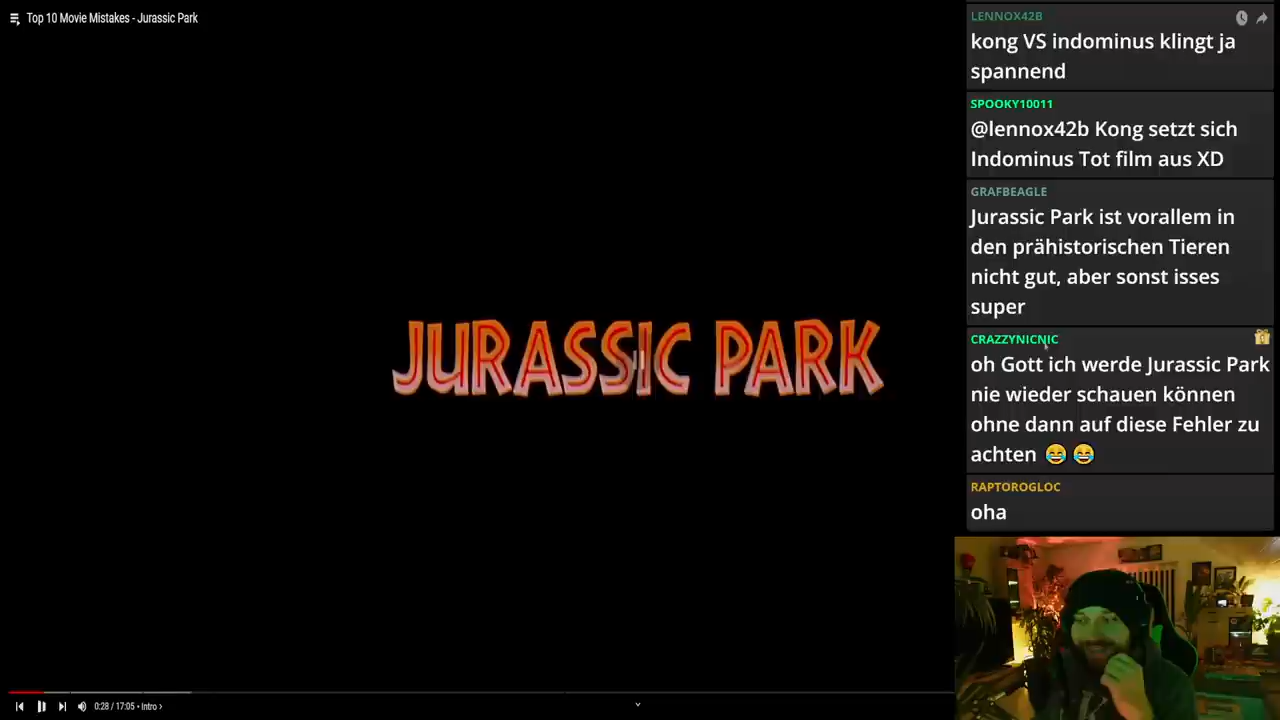 Top 10 Movie Mistakes - Jurassic Park
JURASSIC PARK
0:28 / 17:05 • Intro ›
LENNOX42B
kong VS indominus klingt ja
spannend
SPOOKY10011
@lennox42b Kong setzt sich
Indominus Tot film aus XD
GRAFBEAGLE
Jurassic Park ist vorallem in
den prähistorischen Tieren
nicht gut, aber sonst isses
super
CRAZZYNICNIC
oh Gott ich werde Jurassic Park
nie wieder schauen können
ohne dann auf diese Fehler zu
achten 😂 😂
RAPTOROGLOC
oha